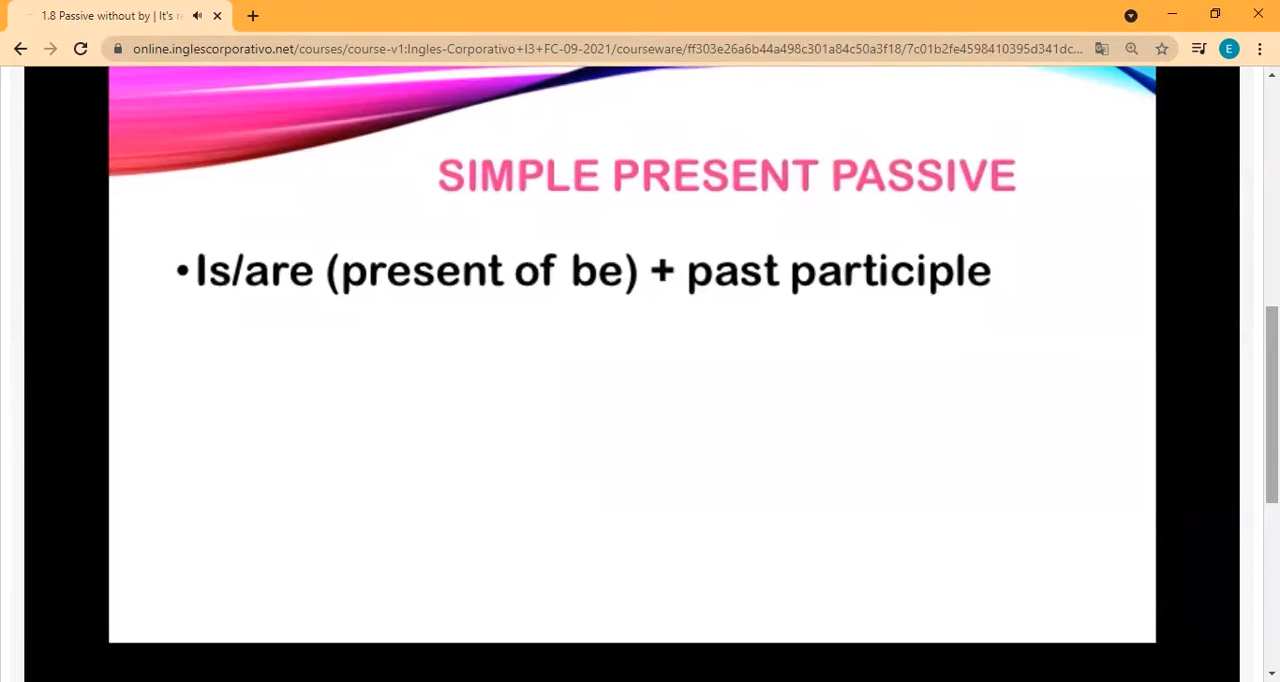 1.8 Passive without by | It's r
online.inglescorporativo.net/courses/course-v1:Ingles-Corporativo+I3+FC-09-2021/courseware/ff303e26a6b44a498c301a84c50a3f18/7c01b2fe4598410395d341dc...
E
SIMPLE PRESENT PASSIVE
•Is/are (present of be) + past participle